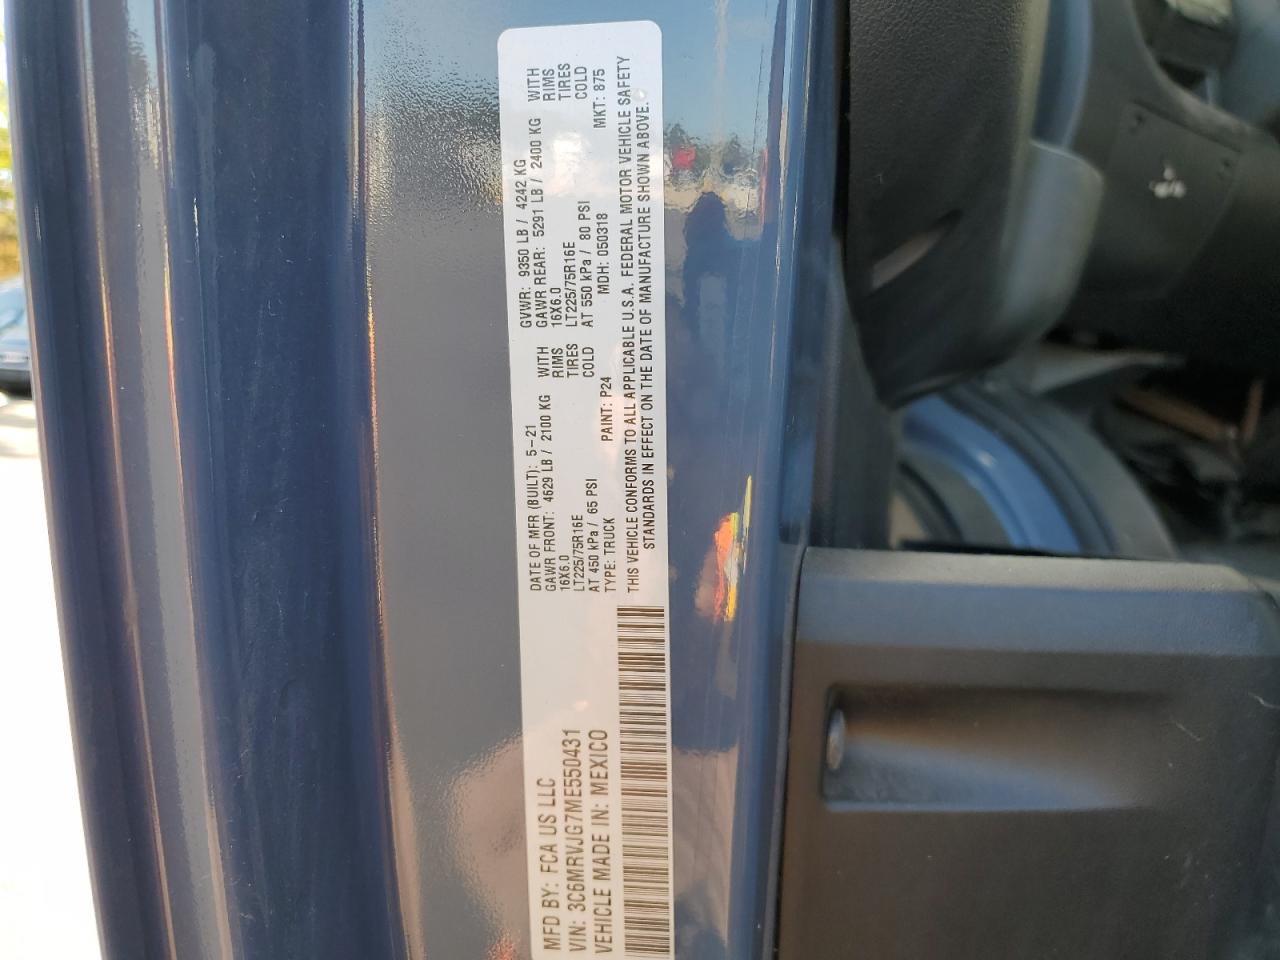 MFD BY: FCA US LLC
VIN: 3C6MRVJG7ME550431
VEHICLE MADE IN: MEXICO
DATE OF MFR (BUILT): 5-21 GVWR: 9350 LB / 4242 KG
GAWR FRONT: 4629 LB / 2100 KG WITH GAWR REAR: 5291 LB / 2400 KG WITH
16X6.0 RIMS 16X6.0 RIMS
LT225/75R16E TIRES LT225/75R16E TIRES
AT 450 kPa / 65 PSI COLD AT 550 kPa / 80 PSI COLD
TYPE: TRUCK PAINT: P24 MDH: 050318 MKT: 875
THIS VEHICLE CONFORMS TO ALL APPLICABLE U.S.A. FEDERAL MOTOR VEHICLE SAFETY
STANDARDS IN EFFECT ON THE DATE OF MANUFACTURE SHOWN ABOVE.